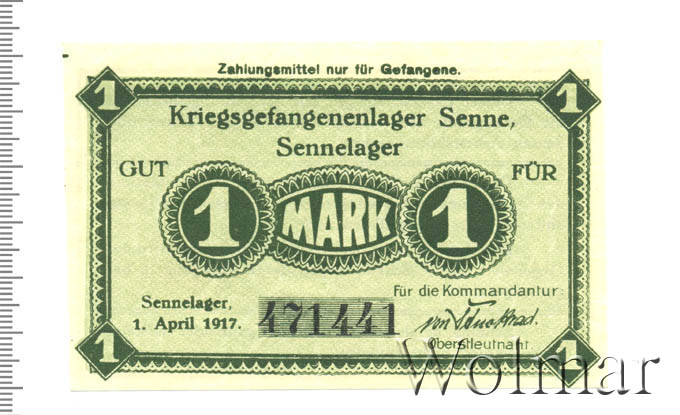 Zahlungsmittel nur für Gefangene.
1 1
Kriegsgefangenenlager Senne,
Sennelager
GUT FÜR
1 MARK 1
Sennelager,
1. April 1917.
471441
Für die Kommandantur:
von
Oberstleutnant.
1 1
Wolmar